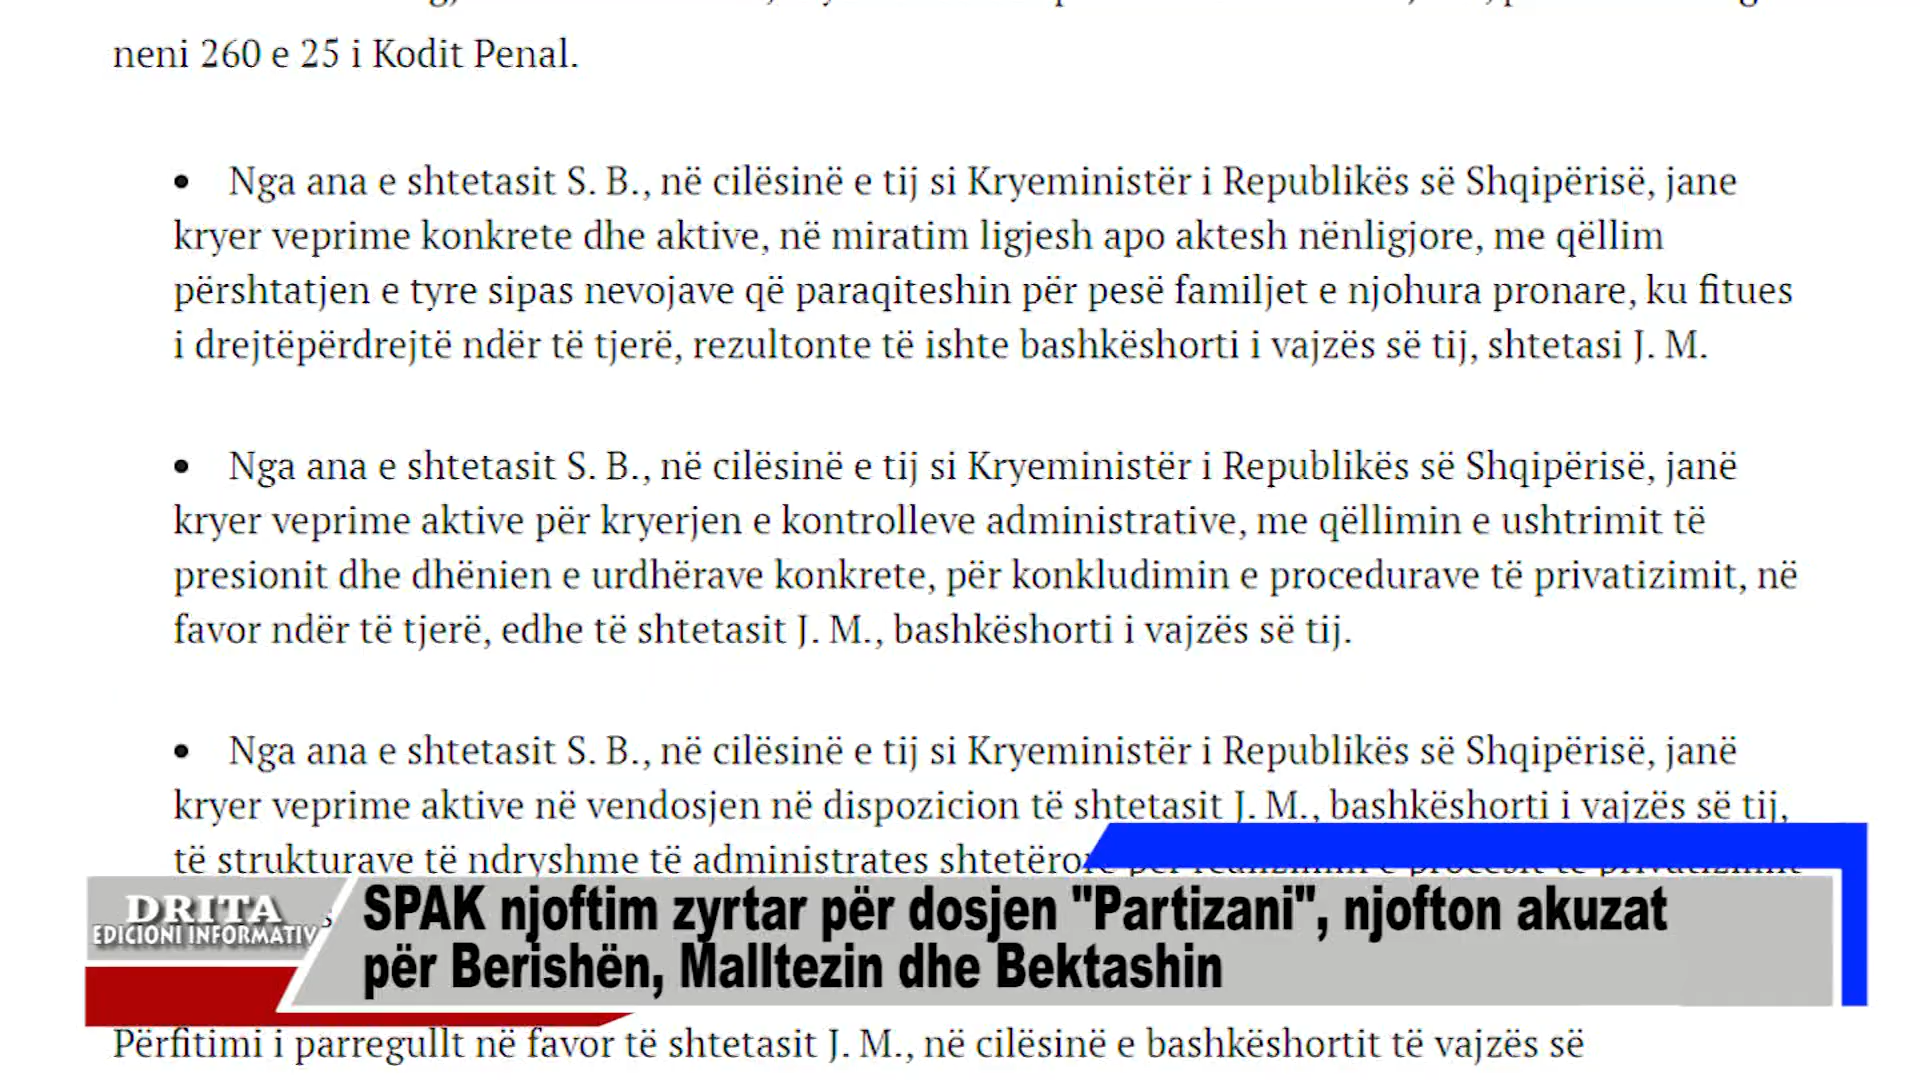 neni 260 e 25 i Kodit Penal.
• Nga ana e shtetasit S. B., në cilësinë e tij si Kryeministër i Republikës së Shqipërisë, jane
kryer veprime konkrete dhe aktive, në miratim ligjesh apo aktesh nënligjore, me qëllim
përshtatjen e tyre sipas nevojave që paraqiteshin për pesë familjet e njohura pronare, ku fitues
i drejtëpërdrejtë ndër të tjerë, rezultonte të ishte bashkëshorti i vajzës së tij, shtetasi J. M.
• Nga ana e shtetasit S. B., në cilësinë e tij si Kryeministër i Republikës së Shqipërisë, janë
kryer veprime aktive për kryerjen e kontrolleve administrative, me qëllimin e ushtrimit të
presionit dhe dhënien e urdhërave konkrete, për konkludimin e procedurave të privatizimit, në
favor ndër të tjerë, edhe të shtetasit J. M., bashkëshorti i vajzës së tij.
• Nga ana e shtetasit S. B., në cilësinë e tij si Kryeministër i Republikës së Shqipërisë, janë
kryer veprime aktive në vendosjen në dispozicion të shtetasit J. M., bashkëshorti i vajzës së tij,
të strukturave të ndryshme të administrates
DRITA
EDICIONI INFORMATIV
SPAK njoftim zyrtar për dosjen "Partizani", njofton akuzat
për Berishën, Malltezin dhe Bektashin
Përfitimi i parregullt në favor të shtetasit J. M., në cilësinë e bashkëshortit të vajzës së